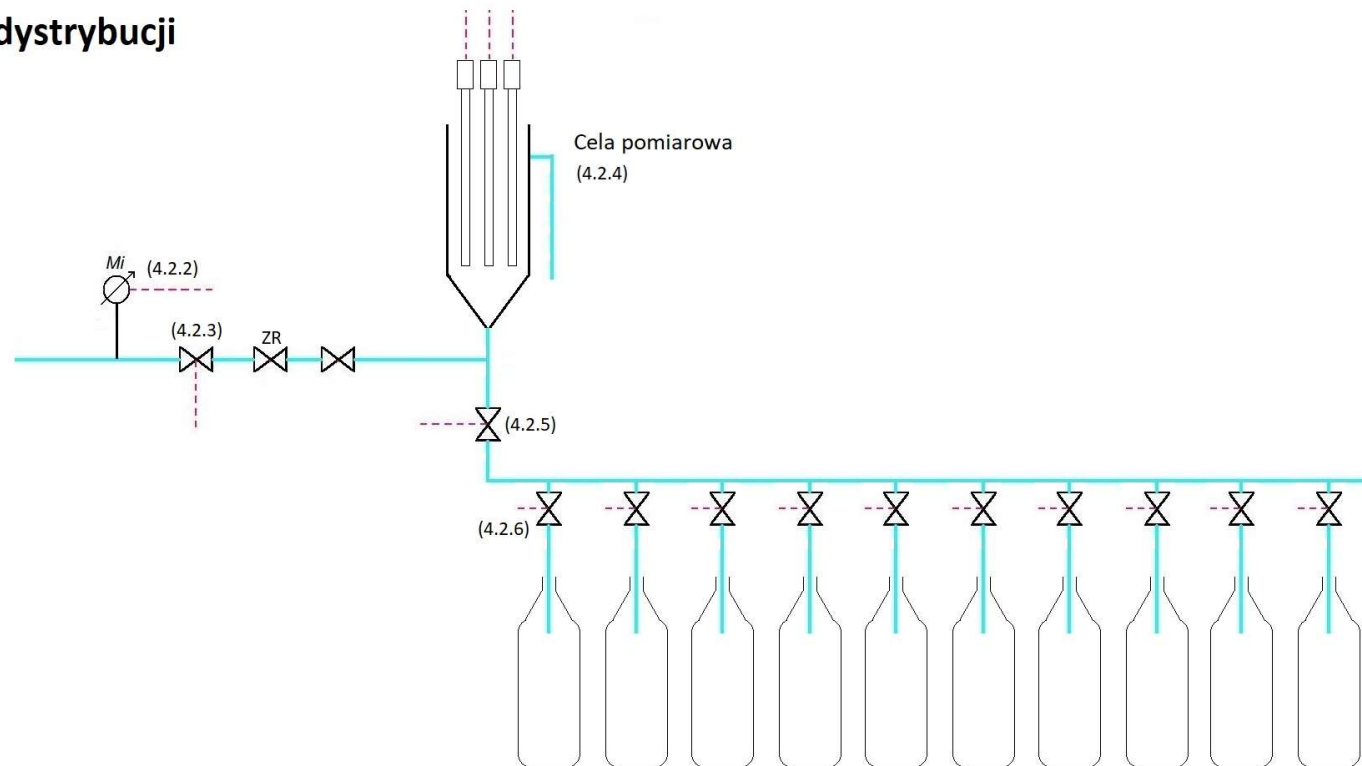 dystrybucji
Cela pomiarowa
(4.2.4)
Mi
(4.2.2)
(4.2.3)
ZR
(4.2.5)
(4.2.6)